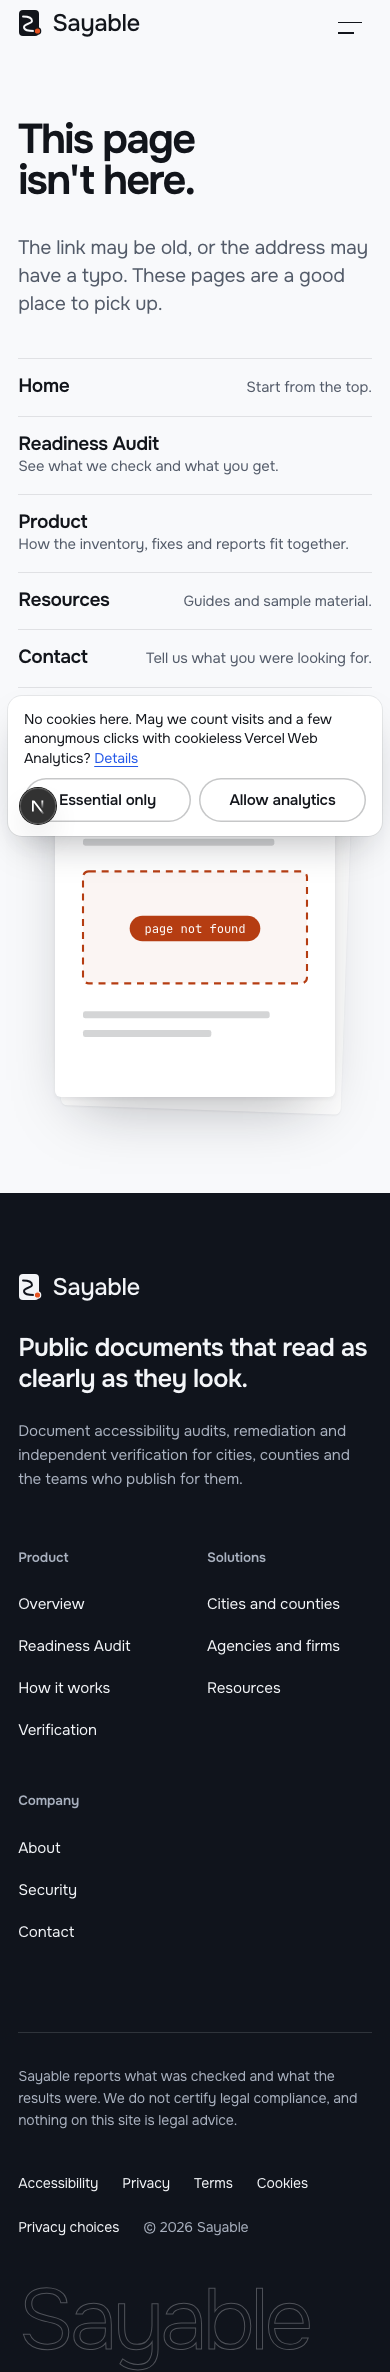 Sayable
This page
isn't here.
The link may be old, or the address may
have a typo. These pages are a good
place to pick up.
Home
Start from the top.
Readiness Audit
See what we check and what you get.
Product
How the inventory, fixes and reports fit together.
Resources
Guides and sample material.
Contact
Tell us what you were looking for.
No cookies here. May we count visits and a few
anonymous clicks with cookieless Vercel Web
Analytics? Details
Essential only
Allow analytics
N
page not found
Sayable
Public documents that read as
clearly as they look.
Document accessibility audits, remediation and
independent verification for cities, counties and
the teams who publish for them.
Product
Overview
Readiness Audit
How it works
Verification
Solutions
Cities and counties
Agencies and firms
Resources
Company
About
Security
Contact
Sayable reports what was checked and what the
results were. We do not certify legal compliance, and
nothing on this site is legal advice.
Accessibility Privacy Terms Cookies
Privacy choices © 2026 Sayable
Sayable